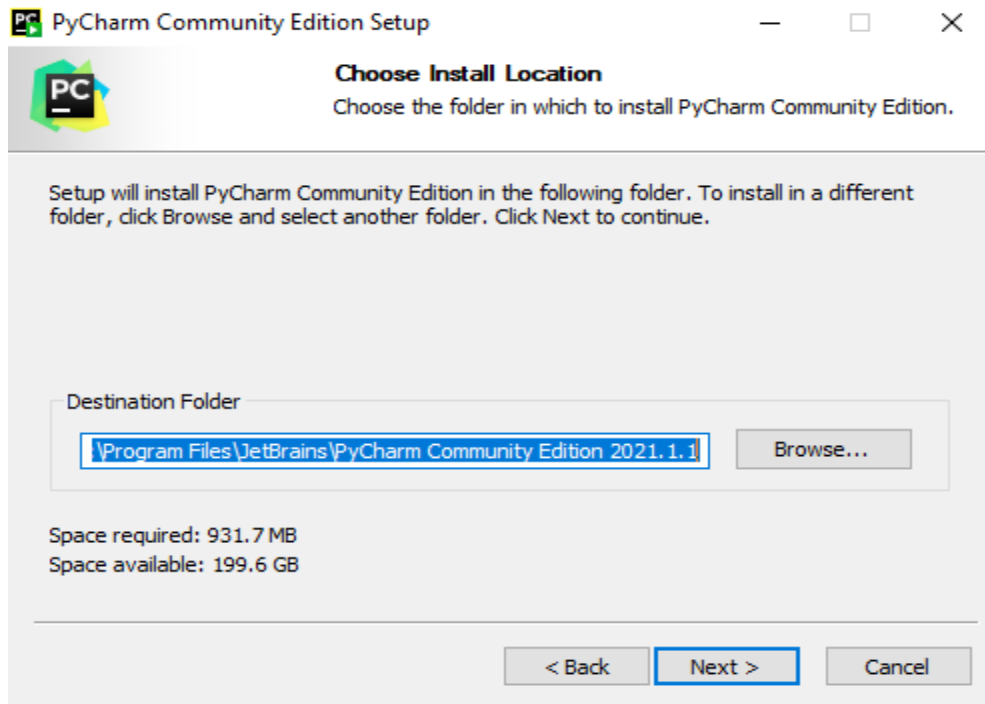 PyCharm Community Edition Setup
PC
Choose Install Location
Choose the folder in which to install PyCharm Community Edition.
Setup will install PyCharm Community Edition in the following folder. To install in a different
folder, click Browse and select another folder. Click Next to continue.
Destination Folder
:\Program Files\JetBrains\PyCharm Community Edition 2021.1.1
Browse...
Space required: 931.7 MB
Space available: 199.6 GB
< Back
Next >
Cancel